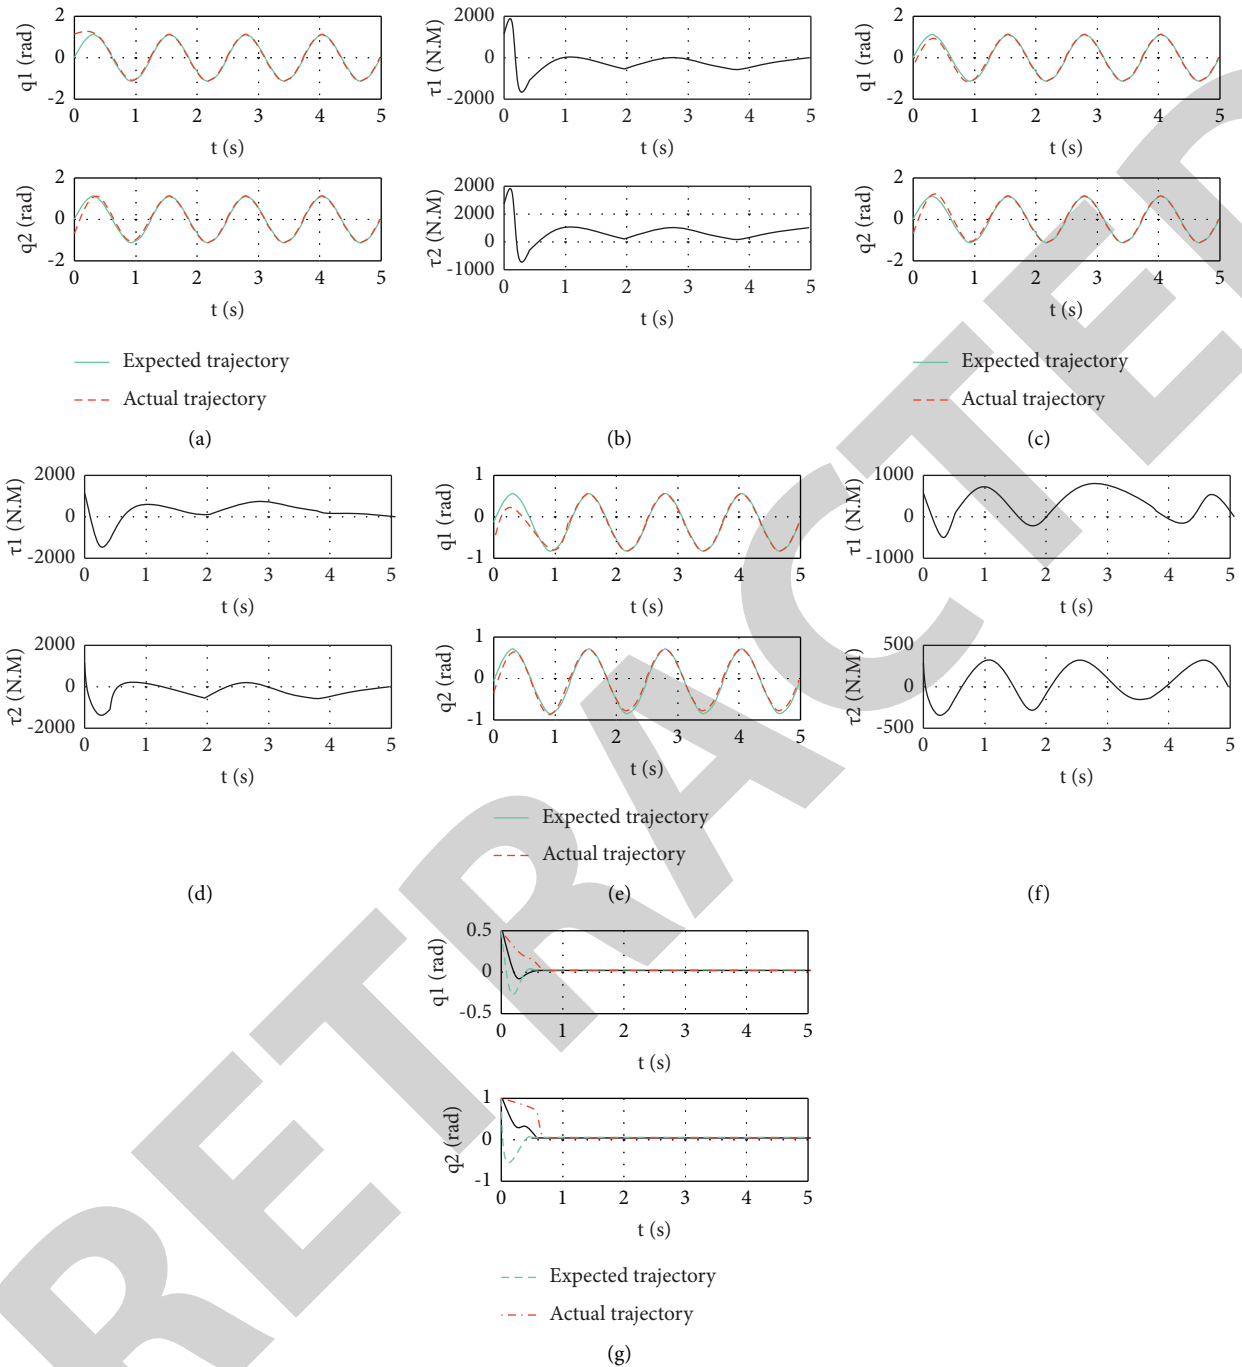 2
0
-2
q1 (rad)
0 1 2 3 4 5
t (s)
2
0
-2
q2 (rad)
0 1 2 3 4 5
t (s)
Expected trajectory
Actual trajectory
(a)
2000
0
-2000
τ1 (N.M)
0 1 2 3 4 5
t (s)
2000
2000
0
-1000
τ2 (N.M)
0 1 2 3 4 5
t (s)
(b)
2
0
-2
q1 (rad)
0 1 2 3 4 5
t (s)
2
0
-2
q2 (rad)
0 1 2 3 4 5
t (s)
Expected trajectory
Actual trajectory
(c)
2000
0
-2000
τ1 (N.M)
0 1 2 3 4 5
t (s)
2000
0
-2000
τ2 (N.M)
0 1 2 3 4 5
t (s)
(d)
1
0
-1
q1 (rad)
0 1 2 3 4 5
t (s)
1
0
-1
q2 (rad)
0 1 2 3 4 5
t (s)
Expected trajectory
Actual trajectory
(e)
1000
0
-1000
τ1 (N.M)
0 1 2 3 4 5
t (s)
500
0
-500
τ2 (N.M)
0 1 2 3 4 5
t (s)
(f)
0.5
0
-0.5
q1 (rad)
0 1 2 3 4 5
t (s)
1
0
-1
q2 (rad)
0 1 2 3 4 5
t (s)
Expected trajectory
Actual trajectory
(g)
RETRACTED